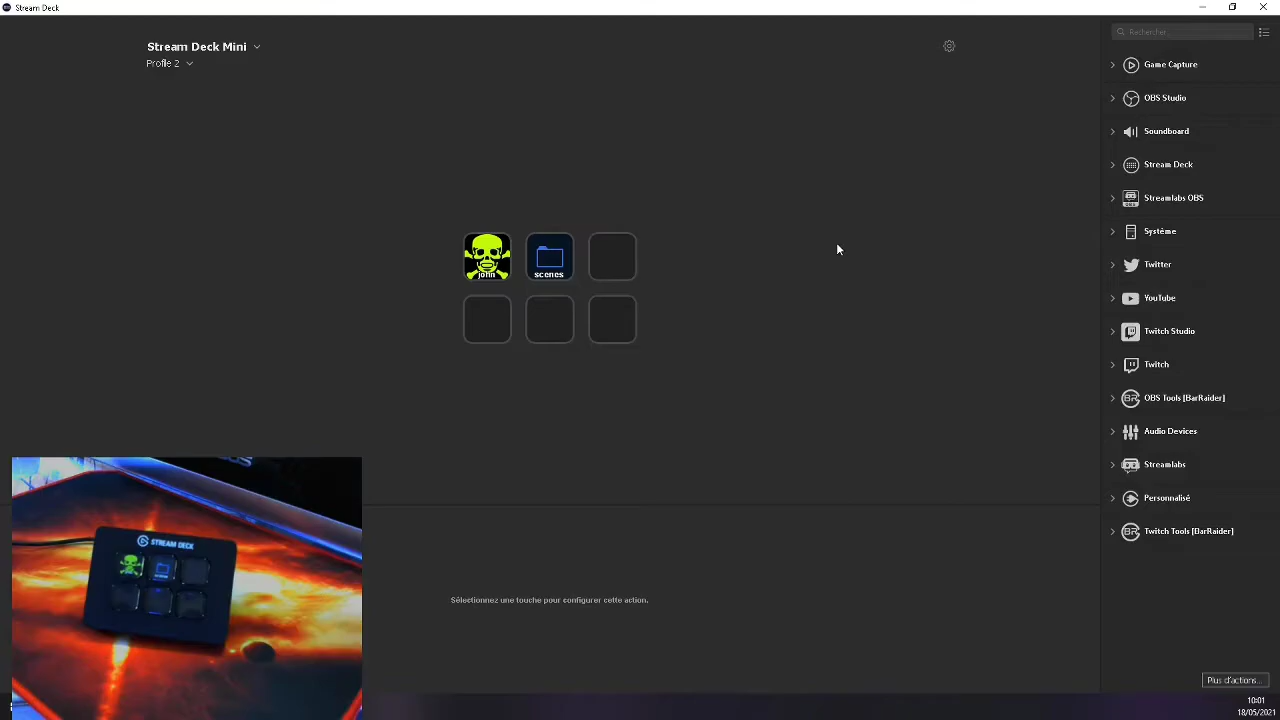 Stream Deck
Stream Deck Mini
Profile 2
Rechercher
Game Capture
OBS Studio
Soundboard
Stream Deck
Streamlabs OBS
Système
Twitter
YouTube
Twitch Studio
Twitch
OBS Tools [BarRaider]
Audio Devices
Streamlabs
Personnalisé
Twitch Tools [BarRaider]
john
scenes
STREAM DECK
Sélectionnez une touche pour configurer cette action.
Plus d'actions...
10:01
18/05/2021